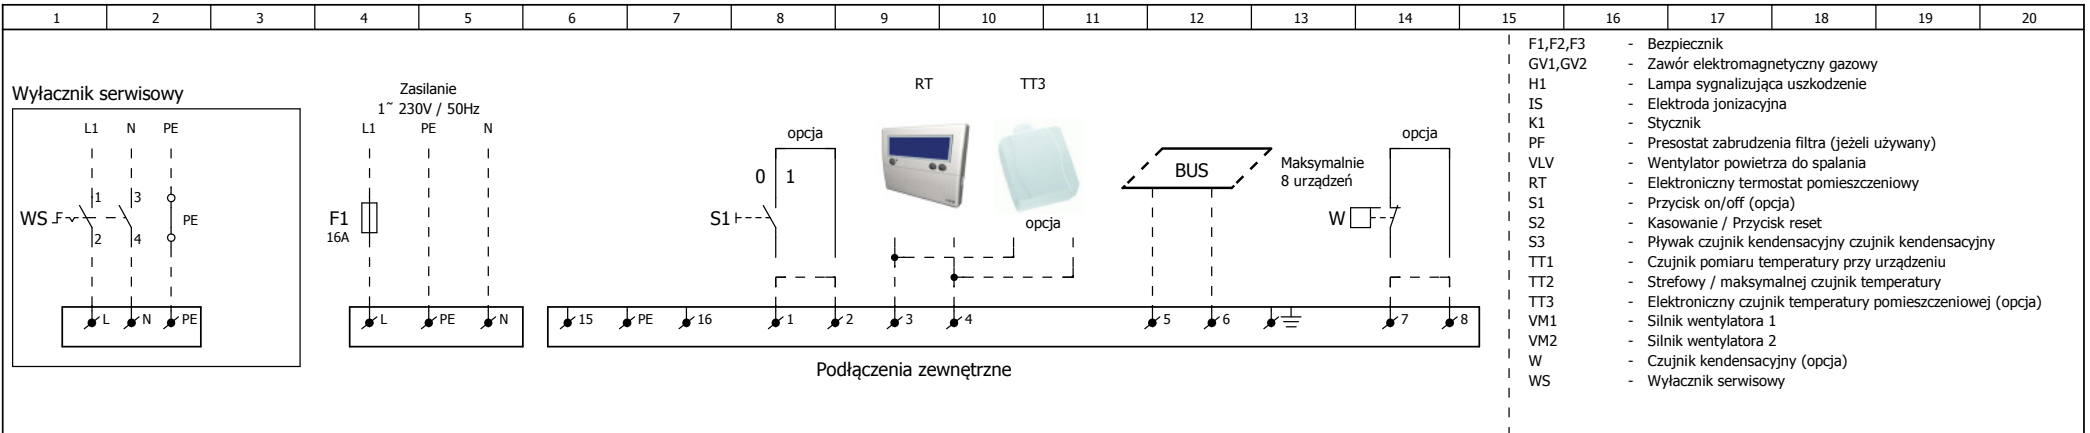 1 2 3 4 5 6 7 8 9 10 11 12 13 14 15 16 17 18 19 20
Wyłacznik serwisowy
L1 N PE
WS
1 3
2 4
PE
L N PE
Zasilanie
1~ 230V / 50Hz
L1 PE N
F1
16A
L PE N
opcja
0 1
S1
RT TT3
opcja
BUS
Maksymalnie
8 urządzeń
opcja
W
15 PE 16 1 2 3 4 5 6 7 8
Podłączenia zewnętrzne
F1,F2,F3 - Bezpiecznik
GV1,GV2 - Zawór elektromagnetyczny gazowy
H1 - Lampa sygnalizująca uszkodzenie
IS - Elektroda jonizacyjna
K1 - Stycznik
PF - Presostat zabrudzenia filtra (jeżeli używany)
VLV - Wentylator powietrza do spalania
RT - Elektroniczny termostat pomieszczeniowy
S1 - Przycisk on/off (opcja)
S2 - Kasowanie / Przycisk reset
S3 - Pływak czujnik kendensacyjny czujnik kendensacyjny
TT1 - Czujnik pomiaru temperatury przy urządzeniu
TT2 - Strefowy / maksymalnej czujnik temperatury
TT3 - Elektroniczny czujnik temperatury pomieszczeniowej (opcja)
VM1 - Silnik wentylatora 1
VM2 - Silnik wentylatora 2
W - Czujnik kendensacyjny (opcja)
WS - Wyłacznik serwisowy